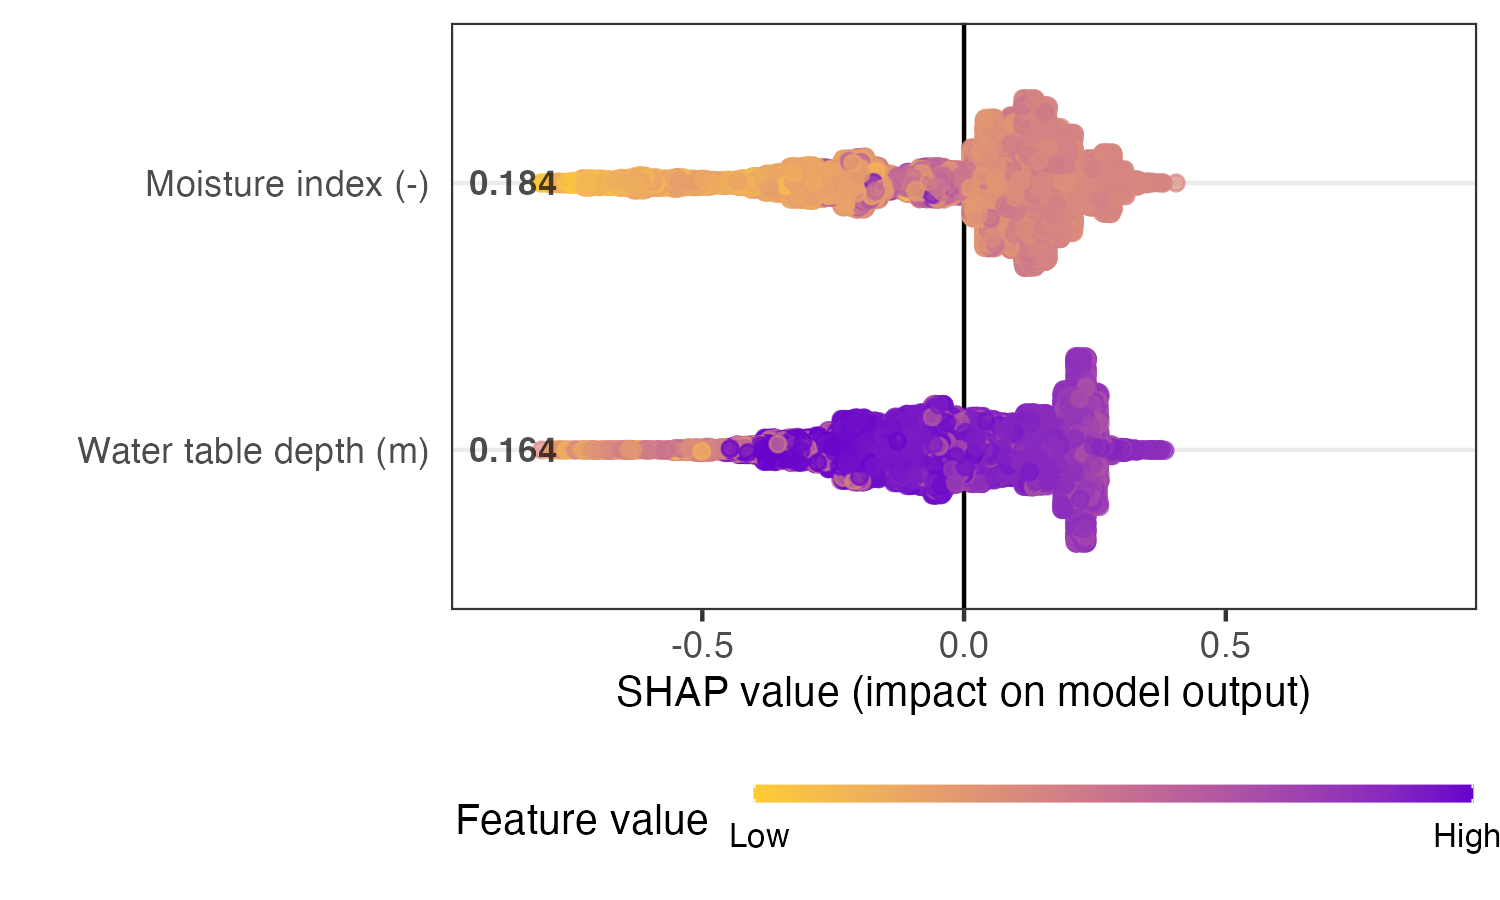 Moisture index (-) 0.184
Water table depth (m) 0.164
-0.5 0.0 0.5
SHAP value (impact on model output)
Feature value
Low High